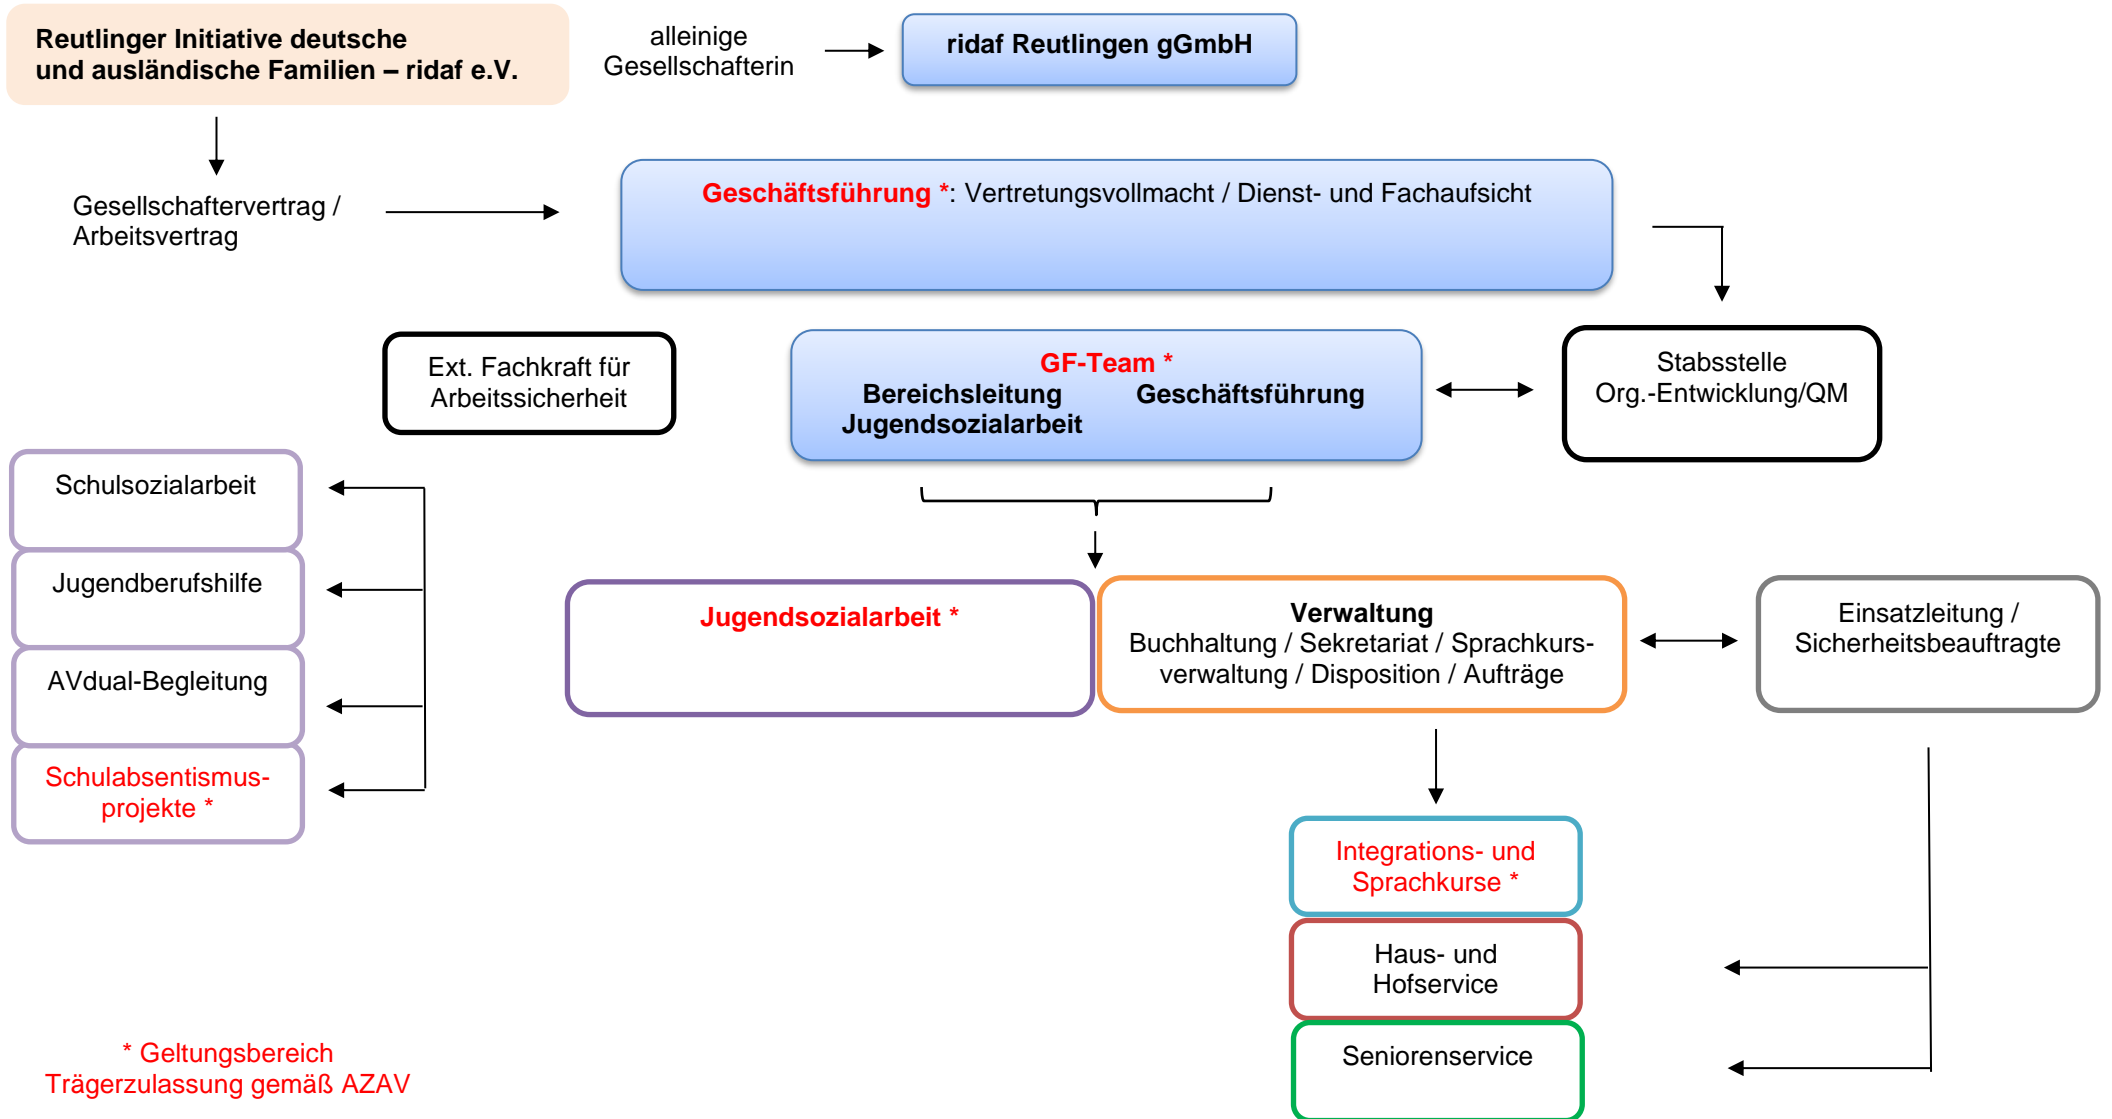 Reutlinger Initiative deutsche
und ausländische Familien – ridaf e.V.
alleinige
Gesellschafterin
ridaf Reutlingen gGmbH
Gesellschaftervertrag /
Arbeitsvertrag
Geschäftsführung *: Vertretungsvollmacht / Dienst- und Fachaufsicht
Ext. Fachkraft für
Arbeitssicherheit
GF-Team *
Bereichsleitung Geschäftsführung
Jugendsozialarbeit
Stabsstelle
Org.-Entwicklung/QM
Schulsozialarbeit
Jugendberufshilfe
AVdual-Begleitung
Schulabsentismus-
projekte *
Jugendsozialarbeit *
Verwaltung
Buchhaltung / Sekretariat / Sprachkurs-
verwaltung / Disposition / Aufträge
Einsatzleitung /
Sicherheitsbeauftragte
Integrations- und
Sprachkurse *
Haus- und
Hofservice
Seniorenservice
* Geltungsbereich
Trägerzulassung gemäß AZAV